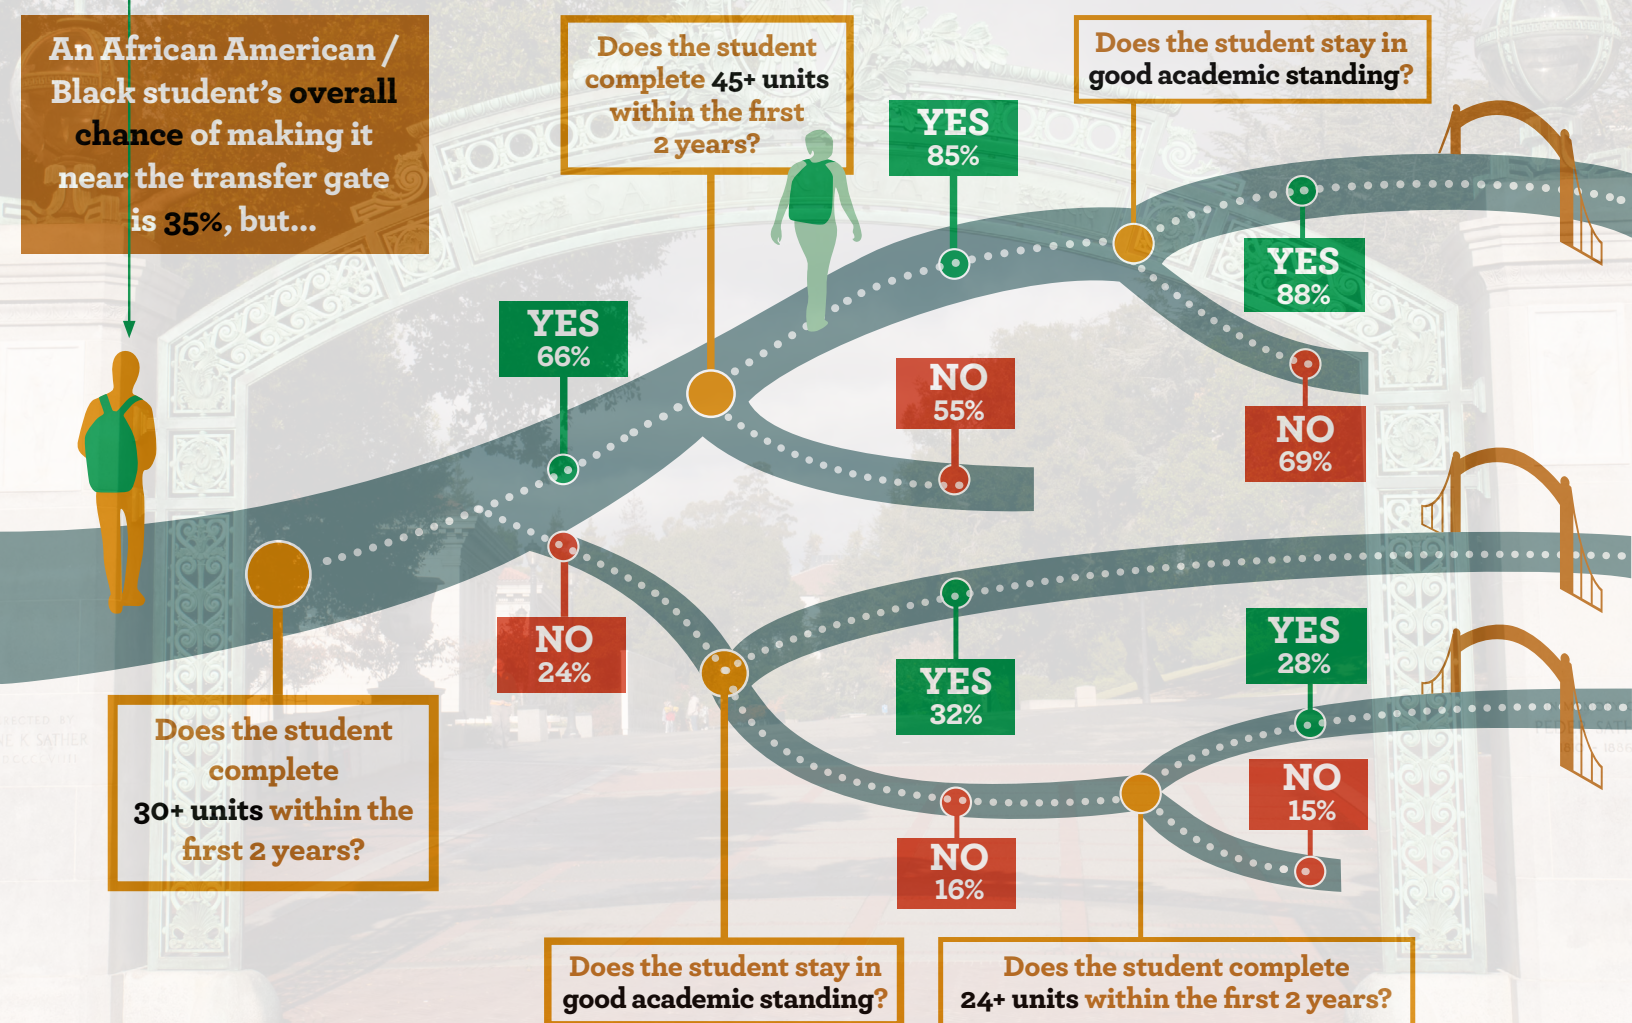 An African American /
Black student's overall
chance of making it
near the transfer gate
is 35%, but...
Does the student
complete 45+ units
within the first
2 years?
Does the student stay in
good academic standing?
YES
85%
YES
88%
YES
66%
NO
55%
NO
69%
NO
24%
YES
32%
YES
28%
NO
15%
NO
16%
Does the student
complete
30+ units within the
first 2 years?
Does the student stay in
good academic standing?
Does the student complete
24+ units within the first 2 years?